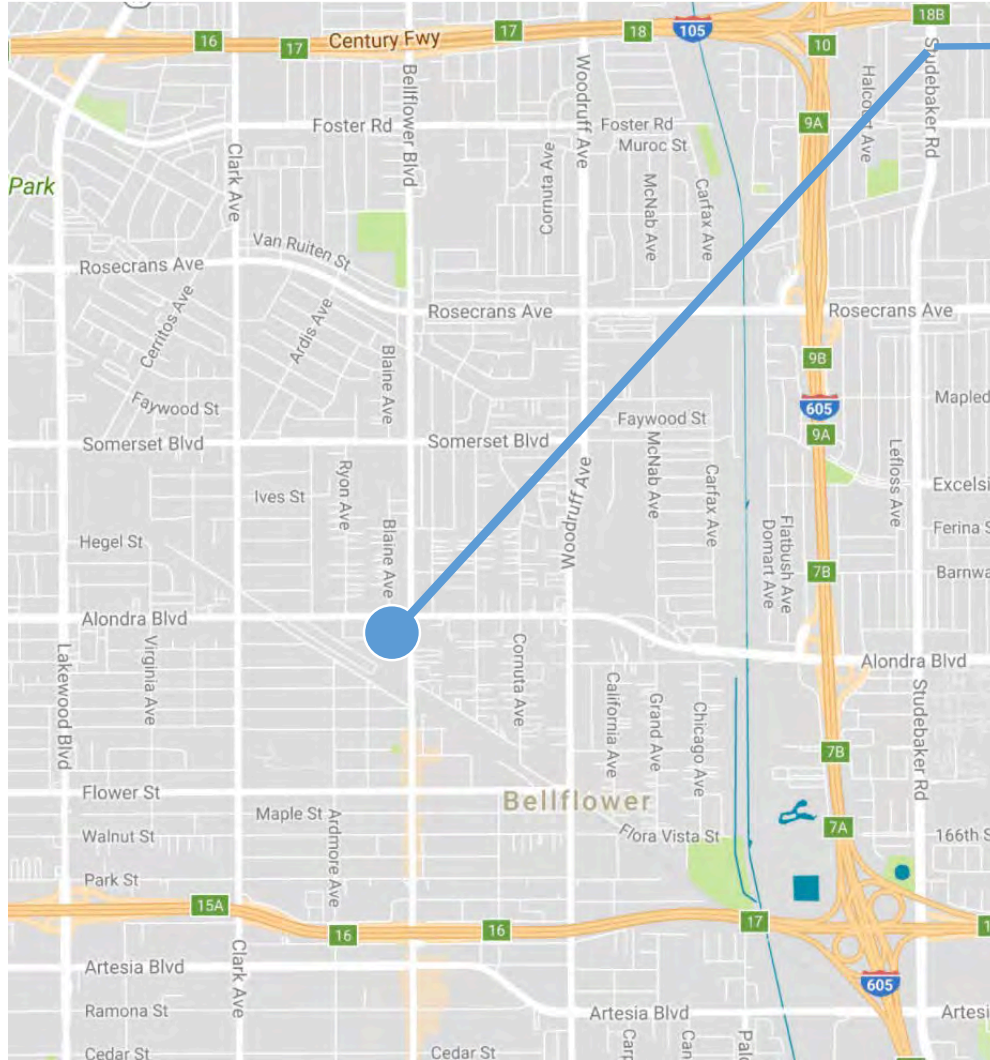 16
17
Century Fwy
17
18
105
10
18B
Studebaker Rd
Bellflower Blvd
Woodruff Ave
Halcourt Ave
9A
Foster Rd
Foster Rd
Muroc St
Clark Ave
Cornuta Ave
McNab Ave
Carfax Ave
Park
Van Ruiten St
Rosecrans Ave
Cerritos Ave
Ardis Ave
Rosecrans Ave
Rosecrans Ave
Blaine Ave
9B
605
Mapled
Faywood St
Faywood St
9A
Somerset Blvd
Somerset Blvd
McNab Ave
Lefloss Ave
Ryon Ave
Woodruff Ave
Carfax Ave
Excelsi
Ives St
Blaine Ave
Flatbush Ave
Domart Ave
Ferina S
Hegel St
7B
Barnwa
Alondra Blvd
Alondra Blvd
Lakewood Blvd
Virginia Ave
Cornuta Ave
California Ave
Grand Ave
Chicago Ave
Studebaker Rd
7B
Flower St
Bellflower
Maple St
Ardmore Ave
Flora Vista St
7A
166th S
Walnut St
Park St
15A
16
16
17
1
Clark Ave
Artesia Blvd
605
Ramona St
Artesia Blvd
Artesi
Cedar St
Cedar St
Carp
Can
Palo